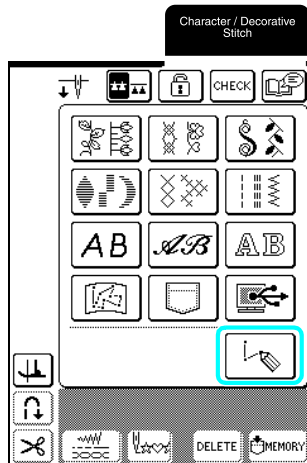 Character / Decorative
Stitch
CHECK
AB
AB
AB
DELETE
MEMORY